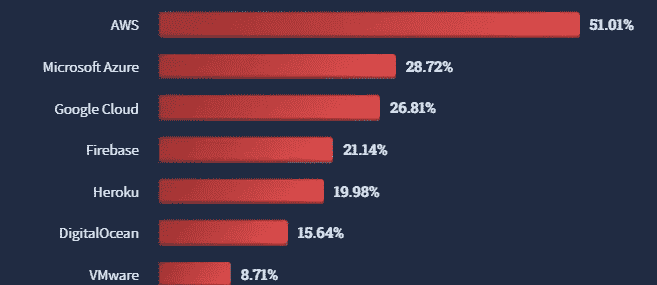 AWS 51.01%
Microsoft Azure 28.72%
Google Cloud 26.81%
Firebase 21.14%
Heroku 19.98%
DigitalOcean 15.64%
VMware 8.71%